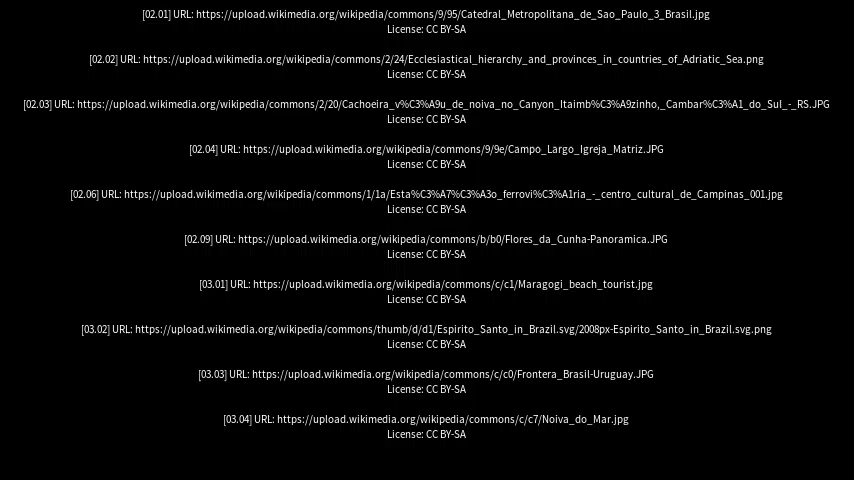 [02.01] URL: https://upload.wikimedia.org/wikipedia/commons/9/95/Catedral_Metropolitana_de_Sao_Paulo_3_Brasil.jpg
License: CC BY-SA
[02.02] URL: https://upload.wikimedia.org/wikipedia/commons/2/24/Ecclesiastical_hierarchy_and_provinces_in_countries_of_Adriatic_Sea.png
License: CC BY-SA
[02.03] URL: https://upload.wikimedia.org/wikipedia/commons/2/20/Cachoeira_v%C3%A9u_de_noiva_no_Canyon_Itaimb%C3%A9zinho,_Cambar%C3%A1_do_Sul_-_RS.JPG
License: CC BY-SA
[02.04] URL: https://upload.wikimedia.org/wikipedia/commons/9/9e/Campo_Largo_Igreja_Matriz.JPG
License: CC BY-SA
[02.06] URL: https://upload.wikimedia.org/wikipedia/commons/1/1a/Esta%C3%A7%C3%A3o_ferrovi%C3%A1ria_-_centro_cultural_de_Campinas_001.jpg
License: CC BY-SA
[02.09] URL: https://upload.wikimedia.org/wikipedia/commons/b/b0/Flores_da_Cunha-Panoramica.JPG
License: CC BY-SA
[03.01] URL: https://upload.wikimedia.org/wikipedia/commons/c/c1/Maragogi_beach_tourist.jpg
License: CC BY-SA
[03.02] URL: https://upload.wikimedia.org/wikipedia/commons/thumb/d/d1/Espirito_Santo_in_Brazil.svg/2008px-Espirito_Santo_in_Brazil.svg.png
License: CC BY-SA
[03.03] URL: https://upload.wikimedia.org/wikipedia/commons/c/c0/Frontera_Brasil-Uruguay.JPG
License: CC BY-SA
[03.04] URL: https://upload.wikimedia.org/wikipedia/commons/c/c7/Noiva_do_Mar.jpg
License: CC BY-SA